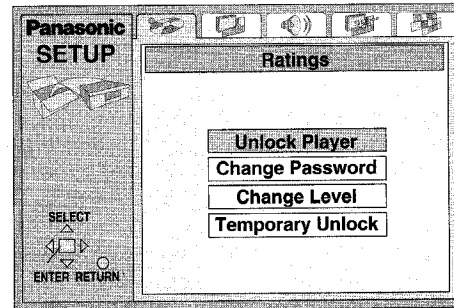 Panasonic
SETUP
Ratings
Unlock Player
Change Password
Change Level
Temporary Unlock
SELECT
ENTER RETURN